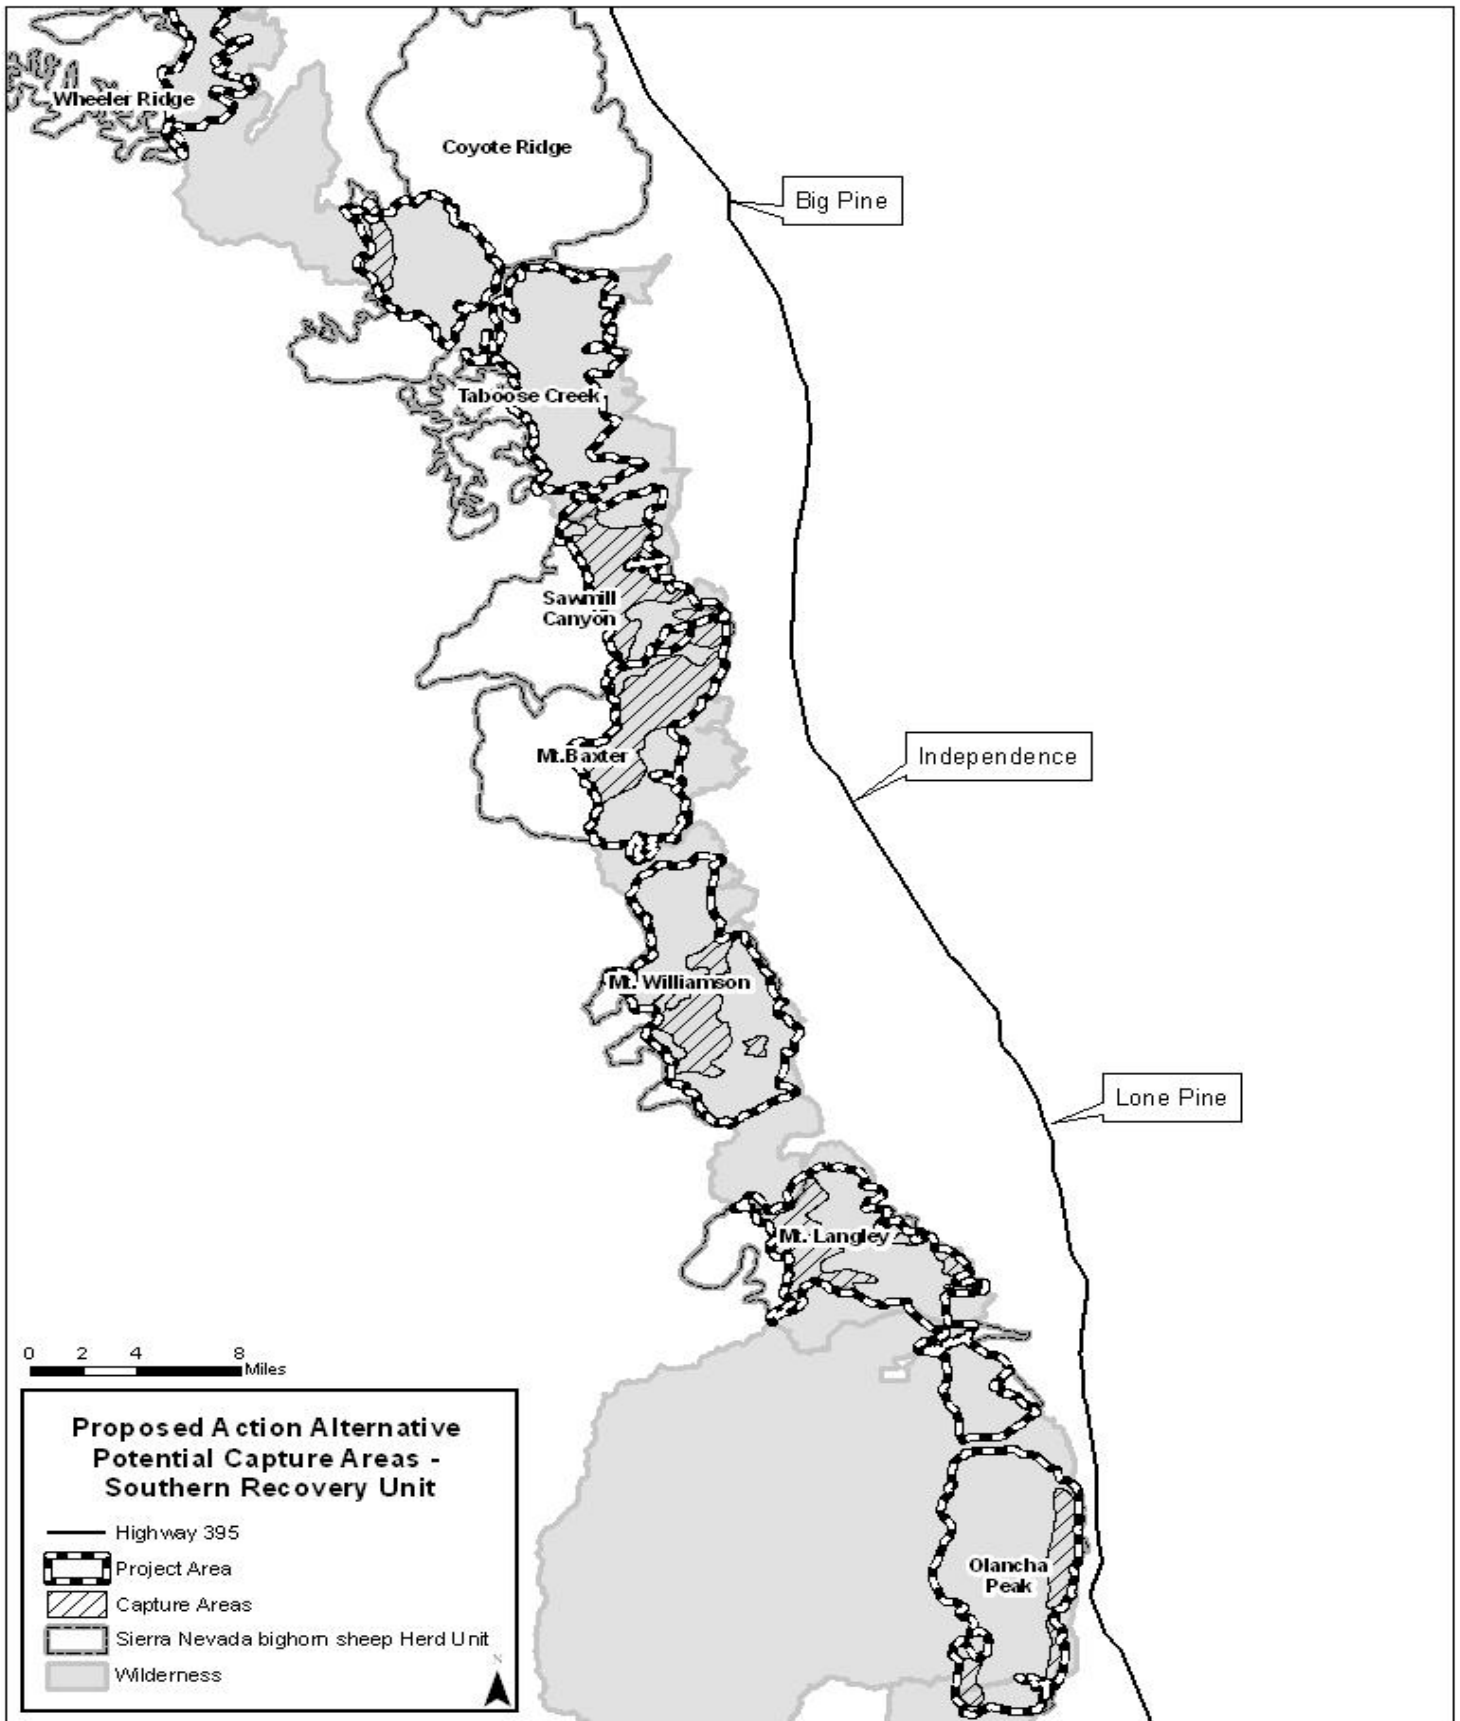 Wheeler Ridge
Coyote Ridge
Big Pine
Taboose Creek
Sawmill
Canyon
Mt.Baxter
Independence
Mt. Williamson
Lone Pine
Mt. Langley
0 2 4 8
Miles
Olancha
Peak
Proposed Action Alternative
Potential Capture Areas -
Southern Recovery Unit
Highway 395
Project Area
Capture Areas
Sierra Nevada bighorn sheep Herd Unit
Wilderness
N